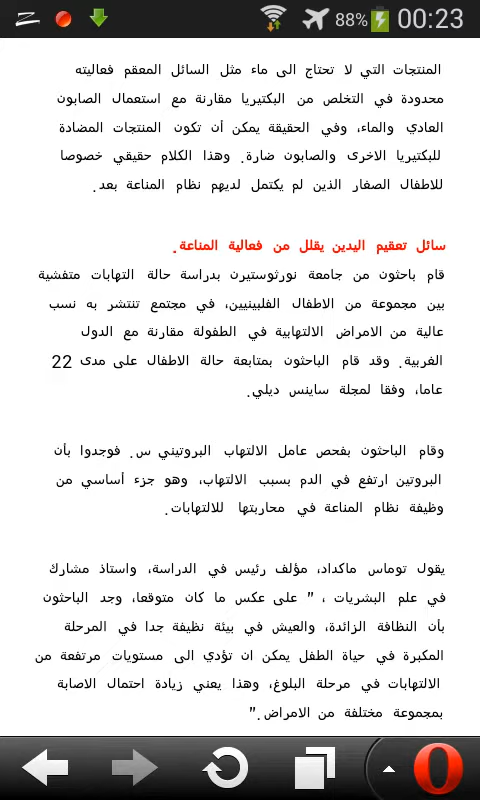 88%
00:23
المنتجات التي لا تحتاج الى ماء مثل السائل المعقم فعاليته
محدودة في التخلص من البكتيريا مقارنة مع استعمال الصابون
العادي والماء، وفي الحقيقة يمكن أن تكون المنتجات المضادة
للبكتيريا الاخرى والصابون ضارة. وهذا الكلام حقيقي خصوصا
للاطفال الصغار الذين لم يكتمل لديهم نظام المناعة بعد.
سائل تعقيم اليدين يقلل من فعالية المناعة.
قام باحثون من جامعة نورثوستيرن بدراسة حالة التهابات متفشية
بين مجموعة من الاطفال الفلبينيين، في مجتمع تنتشر به نسب
عالية من الامراض الالتهابية في الطفولة مقارنة مع الدول
الغربية. وقد قام الباحثون بمتابعة حالة الاطفال على مدى 22
عاما، وفقا لمجلة ساينس ديلي.
وقام الباحثون بفحص عامل الالتهاب البروتيني س. فوجدوا بأن
البروتين ارتفع في الدم بسبب الالتهاب، وهو جزء أساسي من
وظيفة نظام المناعة في محاربتها للالتهابات.
يقول توماس ماكداد، مؤلف رئيس في الدراسة، واستاذ مشارك
في علم البشريات ، " على عكس ما كان متوقعا، وجد الباحثون
بأن النظافة الزائدة، والعيش في بيئة نظيفة جدا في المرحلة
المكبرة في حياة الطفل يمكن ان تؤدي الى مستويات مرتفعة من
الالتهابات في مرحلة البلوغ، وهذا يعني زيادة احتمال الاصابة
بمجموعة مختلفة من الامراض."